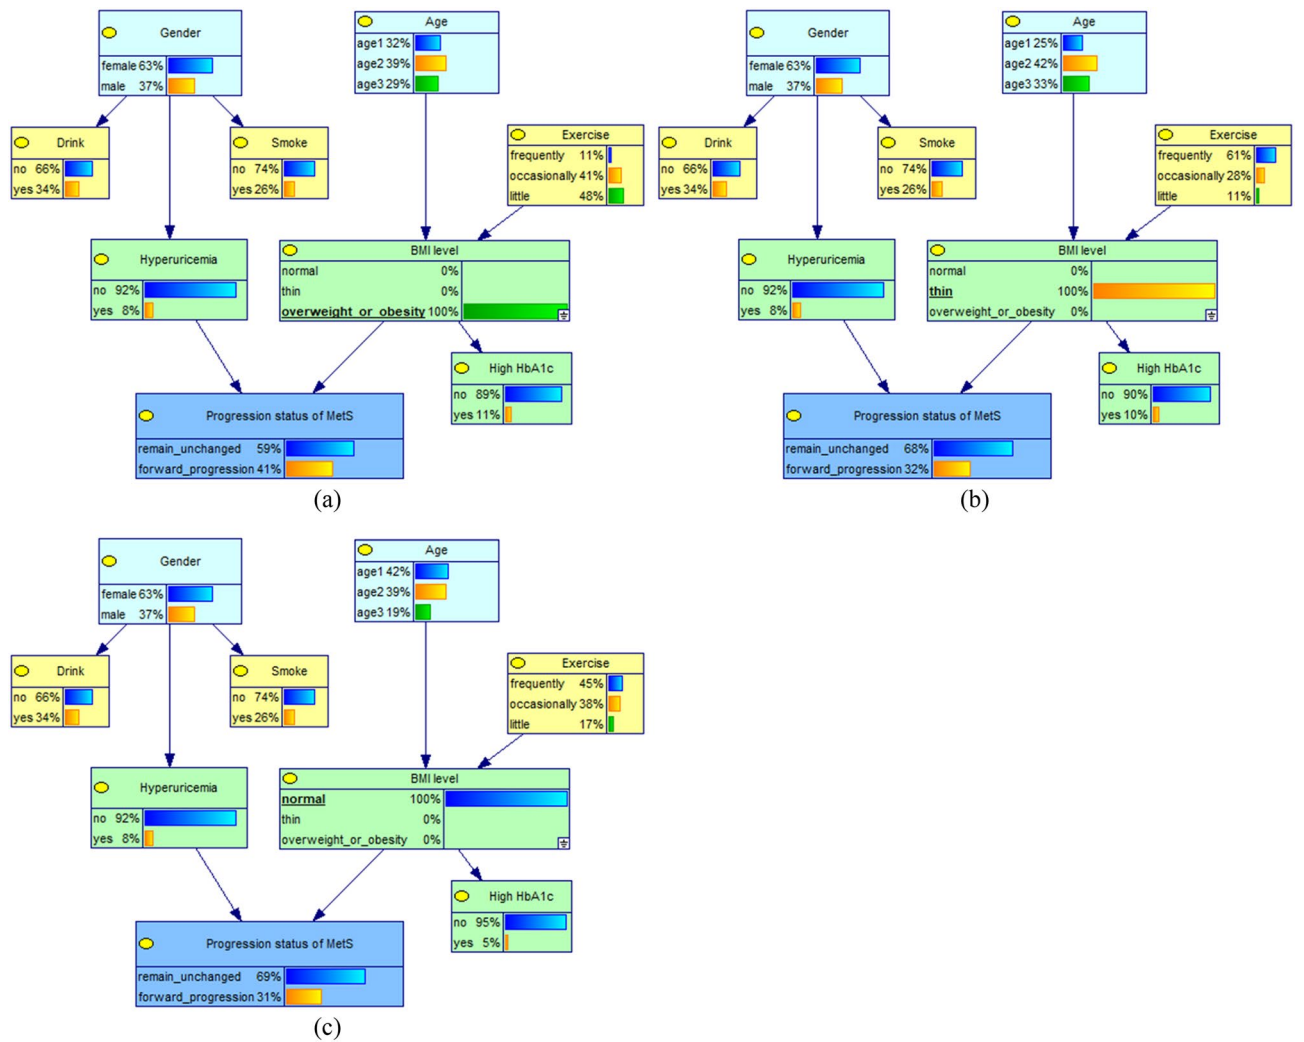 Gender
female 63%
male 37%
Age
age1 32%
age2 39%
age3 29%
Drink
no 66%
yes 34%
Smoke
no 74%
yes 26%
Exercise
frequently 11%
occasionally 41%
little 48%
Hyperuricemia
no 92%
yes 8%
BMI level
normal 0%
thin 0%
overweight_or_obesity 100%
High HbA1c
no 89%
yes 11%
Progression status of MetS
remain_unchanged 59%
forward_progression 41%
(a)
Gender
female 63%
male 37%
Age
age1 25%
age2 42%
age3 33%
Drink
no 66%
yes 34%
Smoke
no 74%
yes 26%
Exercise
frequently 61%
occasionally 28%
little 11%
Hyperuricemia
no 92%
yes 8%
BMI level
normal 0%
thin 100%
overweight_or_obesity 0%
High HbA1c
no 90%
yes 10%
Progression status of MetS
remain_unchanged 68%
forward_progression 32%
(b)
Gender
female 63%
male 37%
Age
age1 42%
age2 39%
age3 19%
Drink
no 66%
yes 34%
Smoke
no 74%
yes 26%
Exercise
frequently 45%
occasionally 38%
little 17%
Hyperuricemia
no 92%
yes 8%
BMI level
normal 100%
thin 0%
overweight_or_obesity 0%
High HbA1c
no 95%
yes 5%
Progression status of MetS
remain_unchanged 69%
forward_progression 31%
(c)